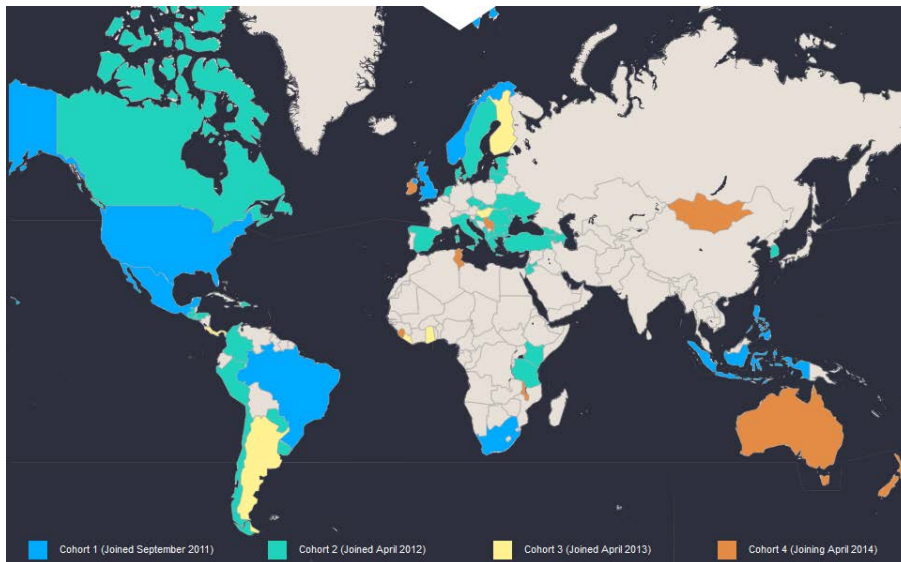 Cohort 1 (Joined September 2011)
Cohort 2 (Joined April 2012)
Cohort 3 (Joined April 2013)
Cohort 4 (Joining April 2014)